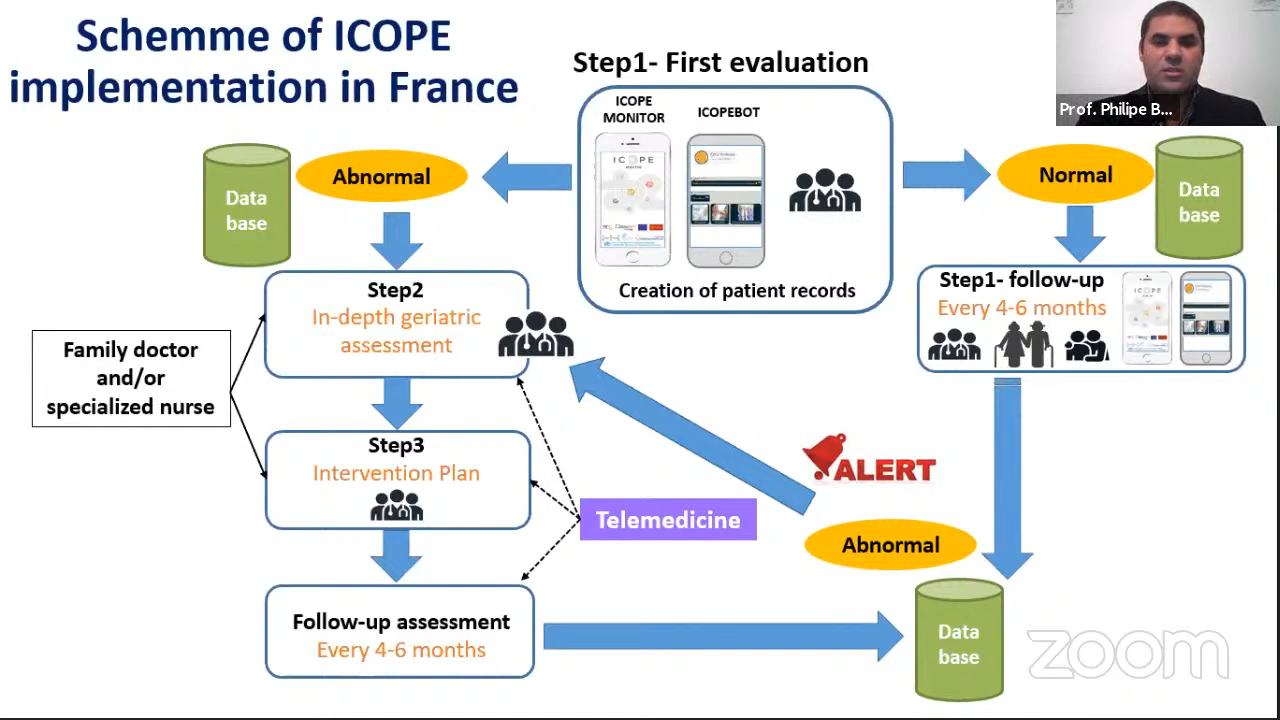 Schemme of ICOPE
implementation in France
Step1- First evaluation
ICOPE
MONITOR
ICOPEBOT
ICOPE
Creation of patient records
Prof. Philipe B...
Abnormal
Data
base
Normal
Data
base
Step1- follow-up
Every 4-6 months
ICOPE
Step2
In-depth geriatric
assessment
Family doctor
and/or
specialized nurse
Step3
Intervention Plan
Telemedicine
ALERT
Abnormal
Follow-up assessment
Every 4-6 months
Data
base
zoom